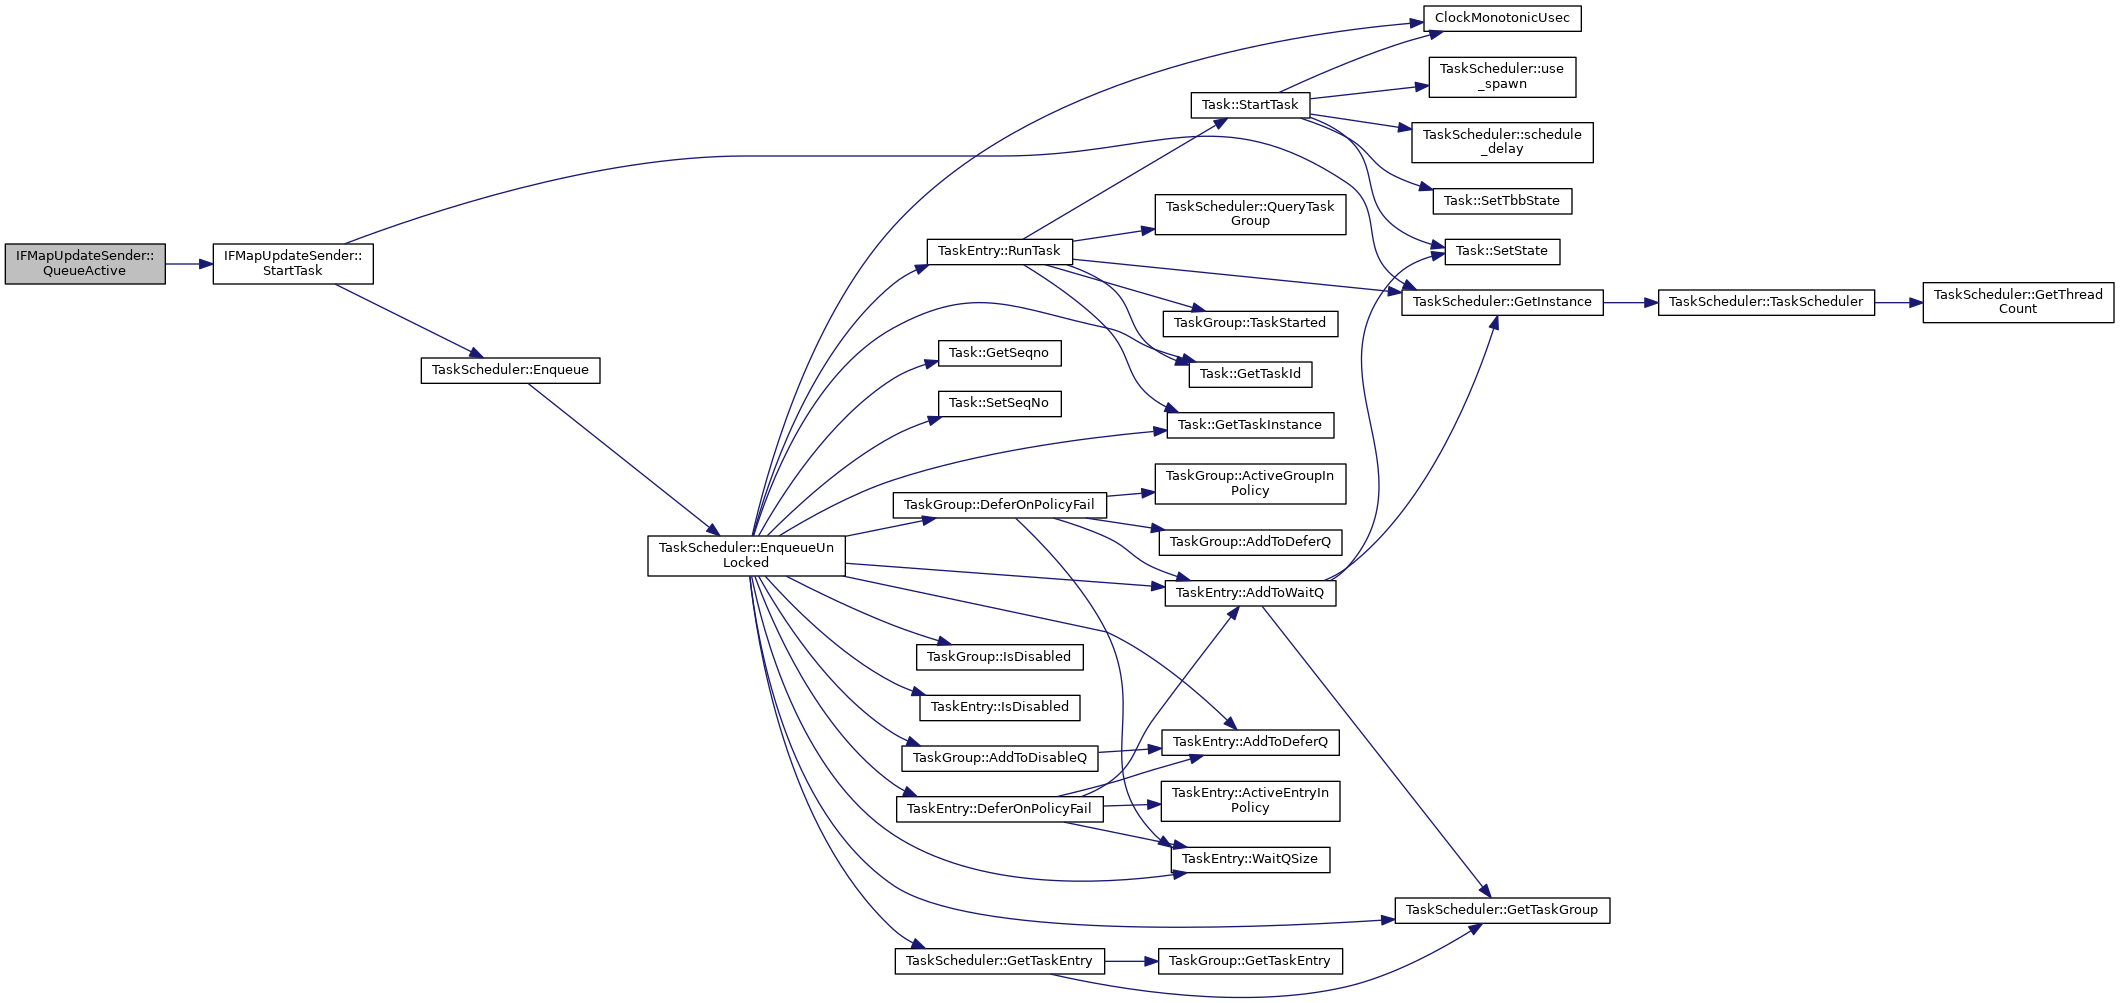 IFMapUpdateSender::
QueueActive
IFMapUpdateSender::
StartTask
TaskScheduler::Enqueue
TaskScheduler::EnqueueUn
Locked
TaskEntry::RunTask
Task::GetSeqno
Task::SetSeqNo
TaskGroup::DeferOnPolicyFail
TaskGroup::IsDisabled
TaskEntry::IsDisabled
TaskGroup::AddToDisableQ
TaskEntry::DeferOnPolicyFail
TaskScheduler::GetTaskEntry
Task::StartTask
TaskScheduler::QueryTask
Group
TaskGroup::TaskStarted
Task::GetTaskId
Task::GetTaskInstance
TaskGroup::ActiveGroupIn
Policy
TaskGroup::AddToDeferQ
TaskEntry::AddToWaitQ
TaskEntry::AddToDeferQ
TaskEntry::ActiveEntryIn
Policy
TaskEntry::WaitQSize
TaskGroup::GetTaskEntry
ClockMonotonicUsec
TaskScheduler::use
_spawn
TaskScheduler::schedule
_delay
Task::SetTbbState
Task::SetState
TaskScheduler::GetInstance
TaskScheduler::GetTaskGroup
TaskScheduler::TaskScheduler
TaskScheduler::GetThread
Count